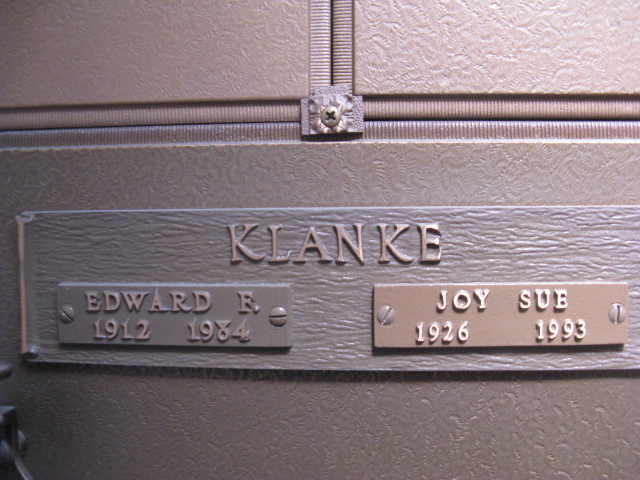 KLANKE
EDWARD F.
1912 1984
JOY SUE
1926 1993